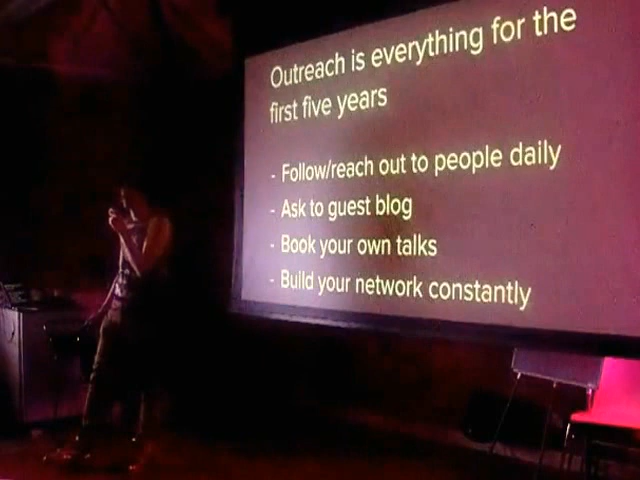 Outreach is everything for the
first five years
- Follow/reach out to people daily
- Ask to guest blog
- Book your own talks
- Build your network constantly